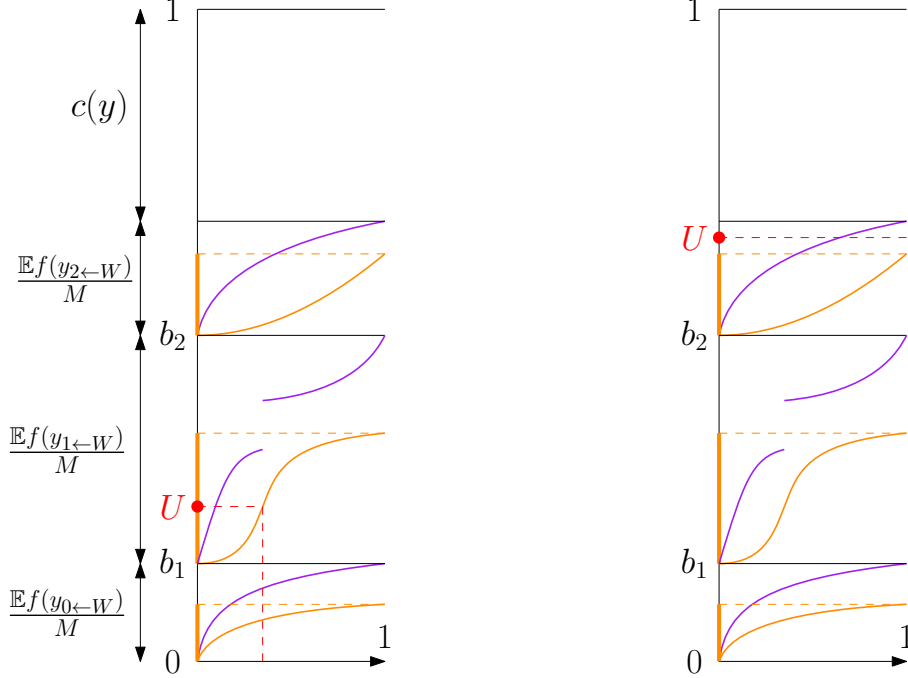 1
c(y)
𝔼f(y_{2←W})
M
b_2
𝔼f(y_{1←W})
M
U
b_1
𝔼f(y_{0←W})
M
0
1
1
U
b_2
b_1
0
1